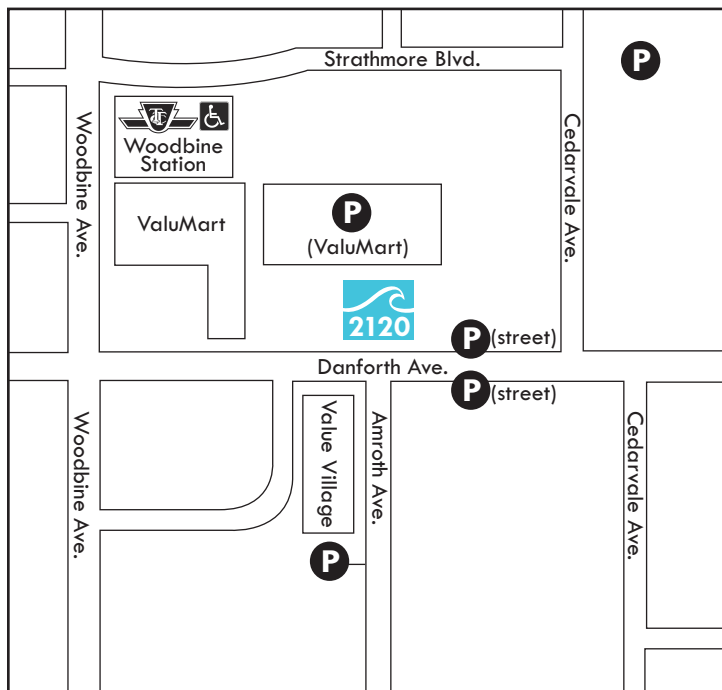 Strathmore Blvd.
P
TTC
Woodbine
Station
Woodbine Ave.
Cedarvale Ave.
ValuMart
P
(ValuMart)
2120
P (street)
Danforth Ave.
P (street)
Woodbine Ave.
Value Village
Amroth Ave.
Cedarvale Ave.
P